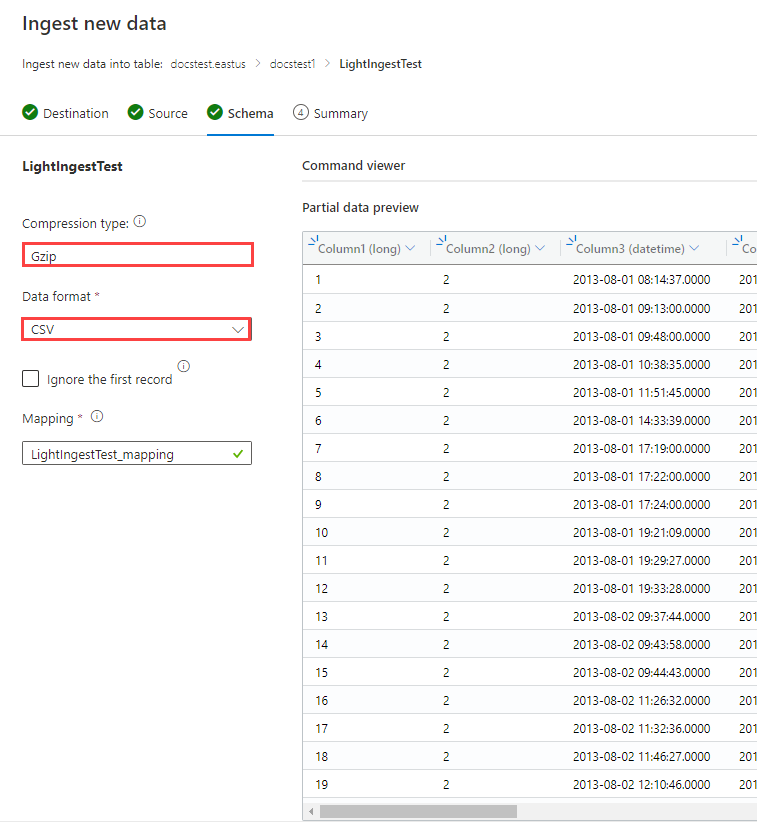 Ingest new data
Ingest new data into table: docstest.eastus > docstest1 > LightIngestTest
Destination Source Schema 4 Summary
LightIngestTest
Compression type:
Gzip
Data format *
CSV
Ignore the first record
Mapping *
LightIngestTest_mapping
Command viewer
Partial data preview
Column1 (long) Column2 (long) Column3 (datetime) Co
1 2 2013-08-01 08:14:37.0000 201
2 2 2013-08-01 09:13:00.0000 201
3 2 2013-08-01 09:48:00.0000 201
4 2 2013-08-01 10:38:35.0000 201
5 2 2013-08-01 11:51:45.0000 201
6 2 2013-08-01 14:33:39.0000 201
7 2 2013-08-01 17:19:00.0000 201
8 2 2013-08-01 17:22:00.0000 201
9 2 2013-08-01 17:24:00.0000 201
10 2 2013-08-01 19:21:09.0000 201
11 2 2013-08-01 19:29:27.0000 201
12 2 2013-08-01 19:33:28.0000 201
13 2 2013-08-02 09:37:44.0000 201
14 2 2013-08-02 09:43:58.0000 201
15 2 2013-08-02 09:44:43.0000 201
16 2 2013-08-02 11:26:32.0000 201
17 2 2013-08-02 11:32:36.0000 201
18 2 2013-08-02 11:46:27.0000 201
19 2 2013-08-02 12:10:46.0000 201